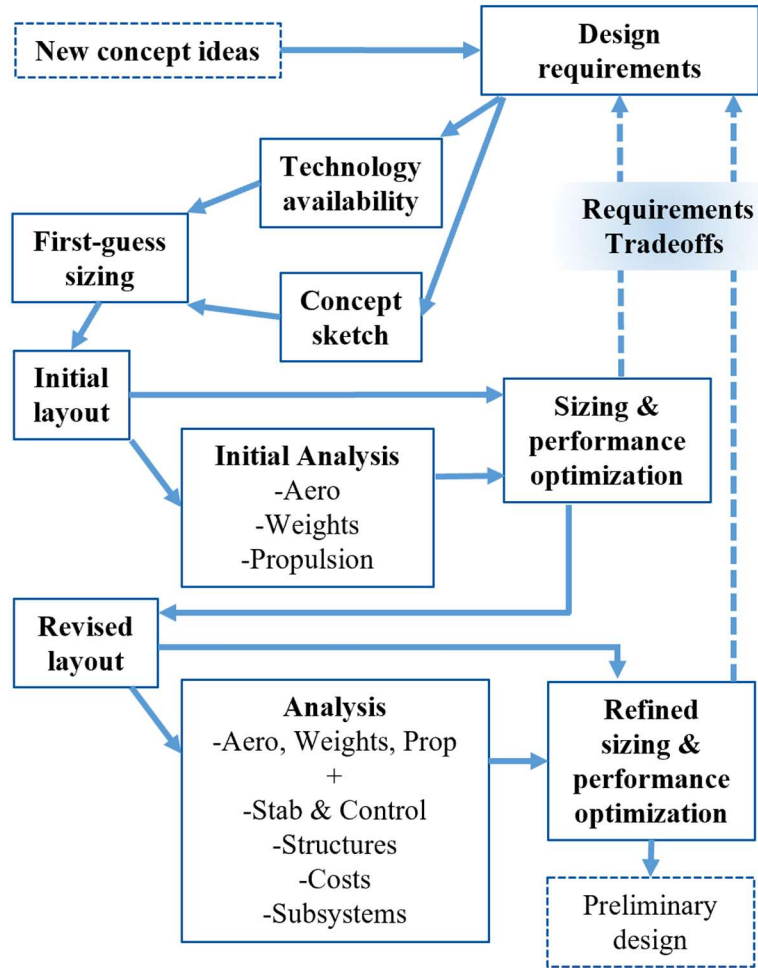 New concept ideas
Design
requirements
Technology
availability
Requirements
Tradeoffs
First-guess
sizing
Concept
sketch
Initial
layout
Sizing &
performance
optimization
Initial Analysis
-Aero
-Weights
-Propulsion
Revised
layout
Analysis
-Aero, Weights, Prop
+
-Stab & Control
-Structures
-Costs
-Subsystems
Refined
sizing &
performance
optimization
Preliminary
design